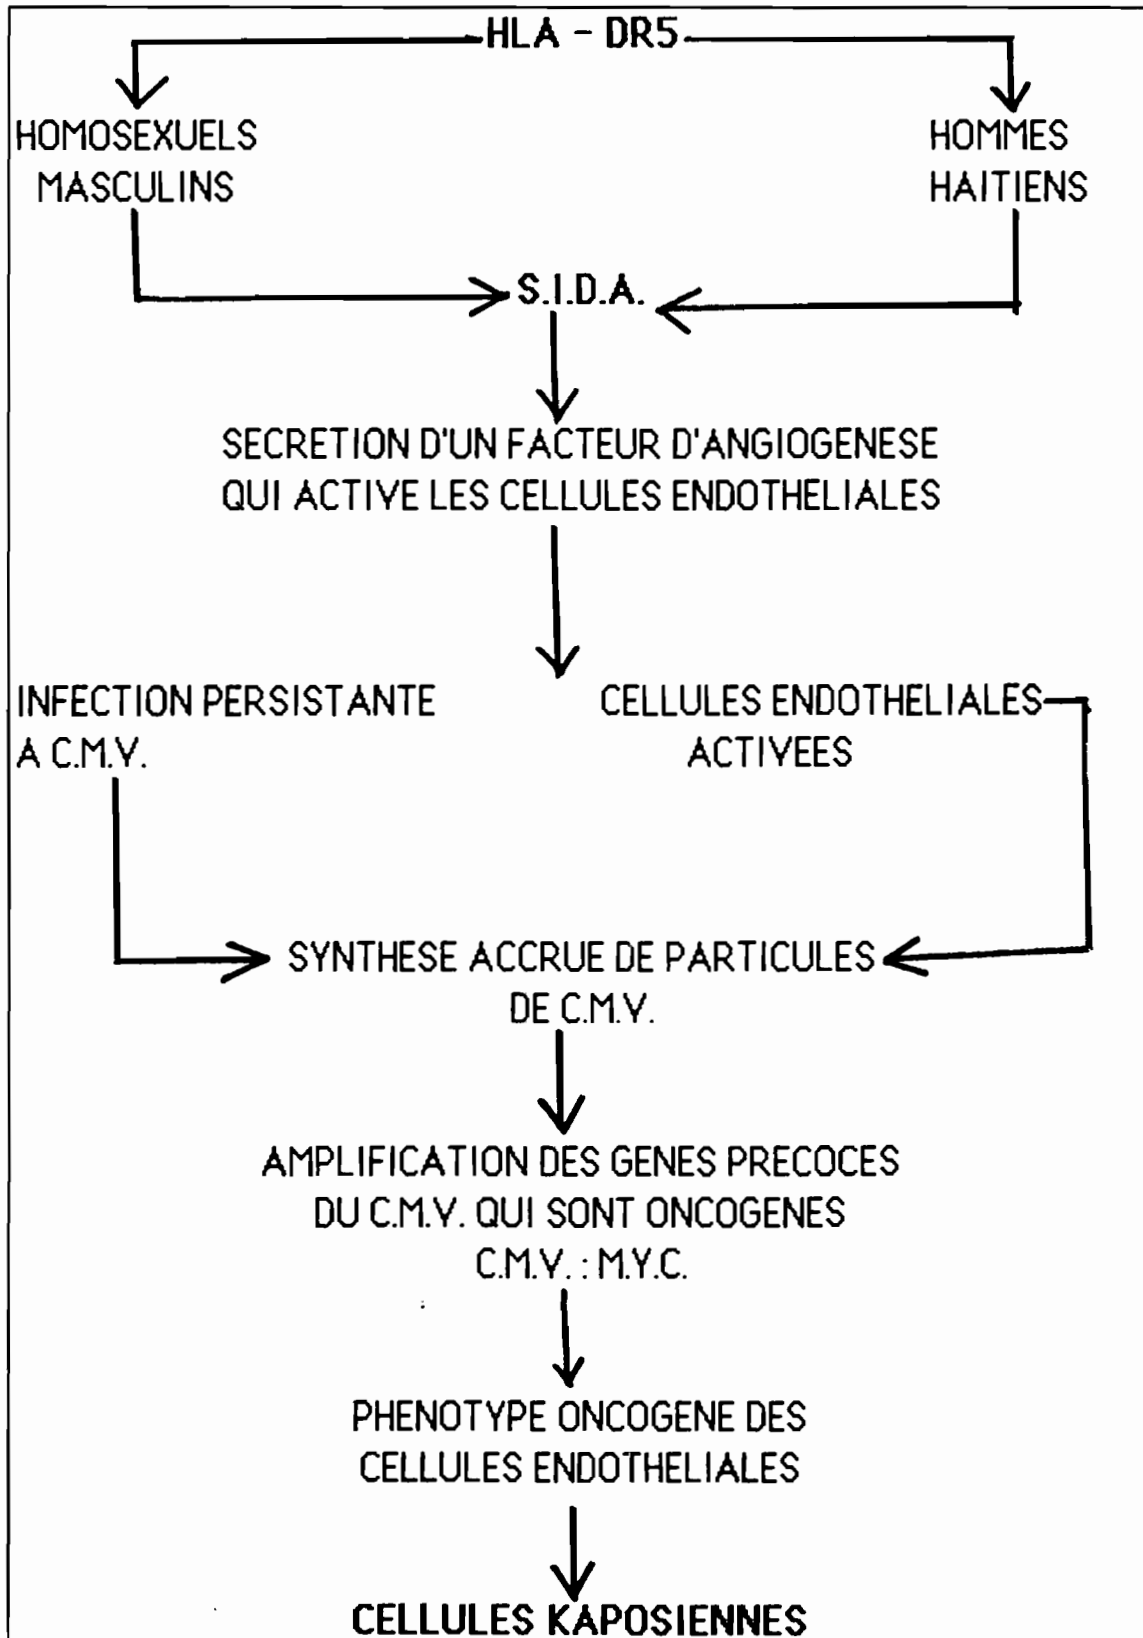 HLA - DR5
HOMOSEXUELS
MASCULINS
HOMMES
HAITIENS
S.I.D.A.
SECRETION D'UN FACTEUR D'ANGIOGENESE
QUI ACTIVE LES CELLULES ENDOTHELIALES
INFECTION PERSISTANTE
A C.M.V.
CELLULES ENDOTHELIALES
ACTIVEES
SYNTHESE ACCRUE DE PARTICULES
DE C.M.V.
AMPLIFICATION DES GENES PRECOCES
DU C.M.V. QUI SONT ONCOGENES
C.M.V. : M.Y.C.
PHENOTYPE ONCOGENE DES
CELLULES ENDOTHELIALES
CELLULES KAPOSIENNES